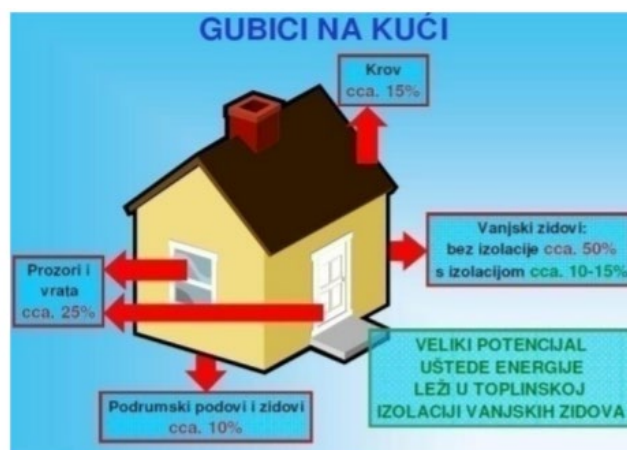 GUBICI NA KUĆI
Krov
cca. 15%
Vanjski zidovi:
bez izolacije cca. 50%
s izolacijom cca. 10-15%
Prozori i
vrata
cca. 25%
VELIKI POTENCIJAL
UŠTEDE ENERGIJE
LEŽI U TOPLINSKOJ
IZOLACIJI VANJSKIH ZIDOVA
Podrumski podovi i zidovi
cca. 10%